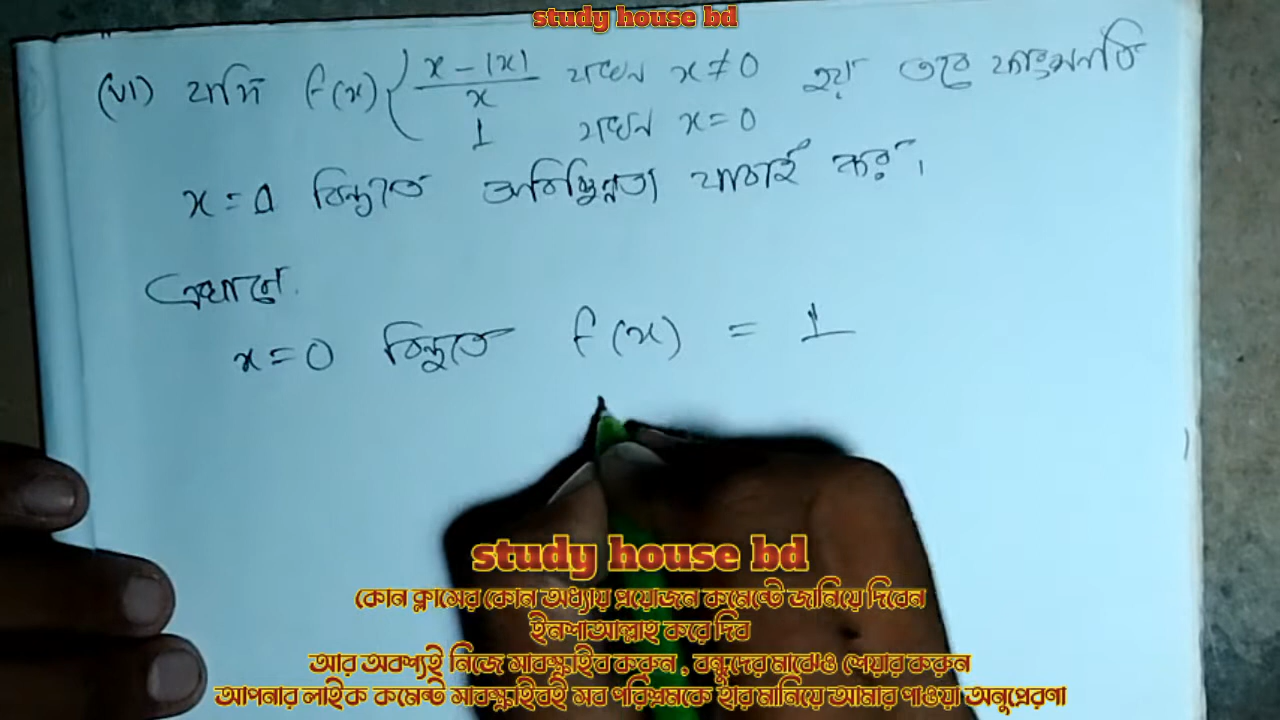 study house bd
(vi) যদি f(x) { x - |x| / x যখন x ≠ 0 হয় তবে ফাংশনটি
1 যখন x = 0
x = 0 বিন্দুতে অবিচ্ছিন্নতা যাচাই কর।
এখানে,
x = 0 বিন্দুতে f(x) = 1
study house bd
কোন ক্লাসের কোন অধ্যায় প্রয়োজন কমেন্টে জানিয়ে দিবেন
ইনশাআল্লাহ করে দিব
আর অবশ্যই নিজে সাবস্ক্রাইব করুন , বন্ধুদের মাঝেও শেয়ার করুন
আপনার লাইক কমেন্ট সাবস্ক্রাইবই সব পরিশ্রমকে হার মানিয়ে আমার পাওয়া অনুপ্রেরণা